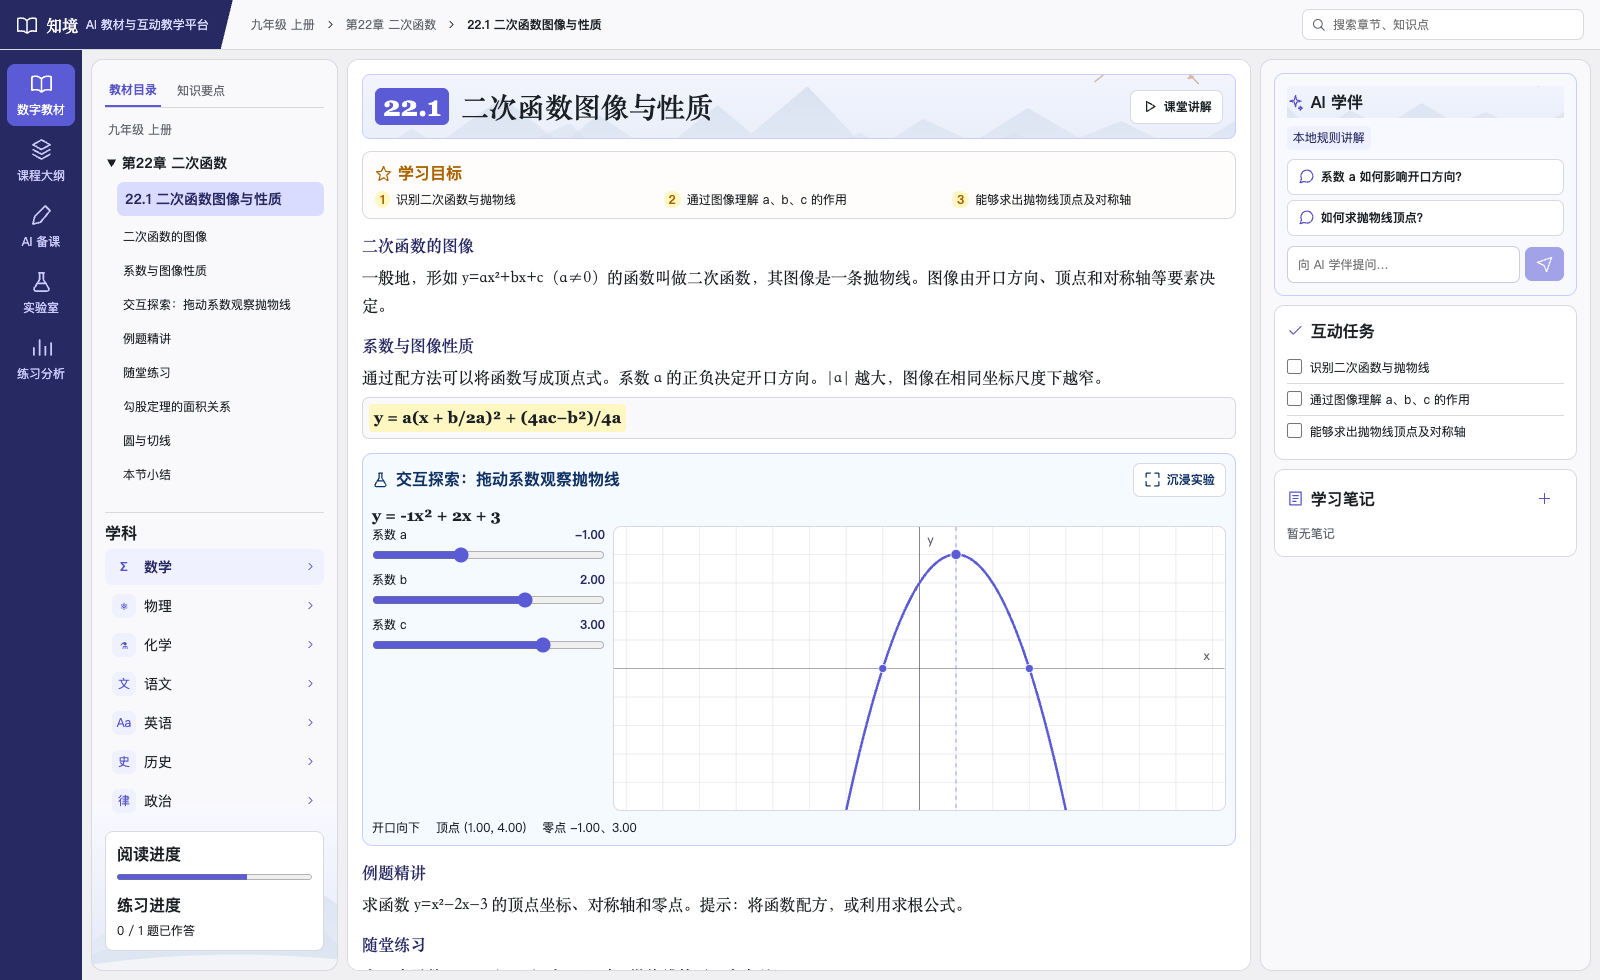 知境 AI 教材与互动教学平台
九年级 上册 > 第22章 二次函数 > 22.1 二次函数图像与性质
搜索章节、知识点
数字教材
课程大纲
AI 备课
实验室
练习分析
教材目录 知识要点
九年级 上册
▼ 第22章 二次函数
22.1 二次函数图像与性质
二次函数的图像
系数与图像性质
交互探索：拖动系数观察抛物线
例题精讲
随堂练习
勾股定理的面积关系
圆与切线
本节小结
学科
Σ 数学
⚛ 物理
⚗ 化学
文 语文
Aa 英语
史 历史
律 政治
阅读进度
练习进度
0 / 1 题已作答
22.1 二次函数图像与性质
课堂讲解
学习目标
1 识别二次函数与抛物线
2 通过图像理解 a、b、c 的作用
3 能够求出抛物线顶点及对称轴
二次函数的图像
一般地，形如 y=ax²+bx+c（a≠0）的函数叫做二次函数，其图像是一条抛物线。图像由开口方向、顶点和对称轴等要素决
定。
系数与图像性质
通过配方法可以将函数写成顶点式。系数 a 的正负决定开口方向。|a| 越大，图像在相同坐标尺度下越窄。
y = a(x + b/2a)² + (4ac−b²)/4a
交互探索：拖动系数观察抛物线
沉浸实验
y = -1x² + 2x + 3
系数 a −1.00
系数 b 2.00
系数 c 3.00
y
x
开口向下 顶点 (1.00, 4.00) 零点 −1.00、3.00
例题精讲
求函数 y=x²−2x−3 的顶点坐标、对称轴和零点。提示：将函数配方，或利用求根公式。
随堂练习
AI 学伴
本地规则讲解
系数 a 如何影响开口方向?
如何求抛物线顶点?
向 AI 学伴提问...
互动任务
识别二次函数与抛物线
通过图像理解 a、b、c 的作用
能够求出抛物线顶点及对称轴
学习笔记
暂无笔记